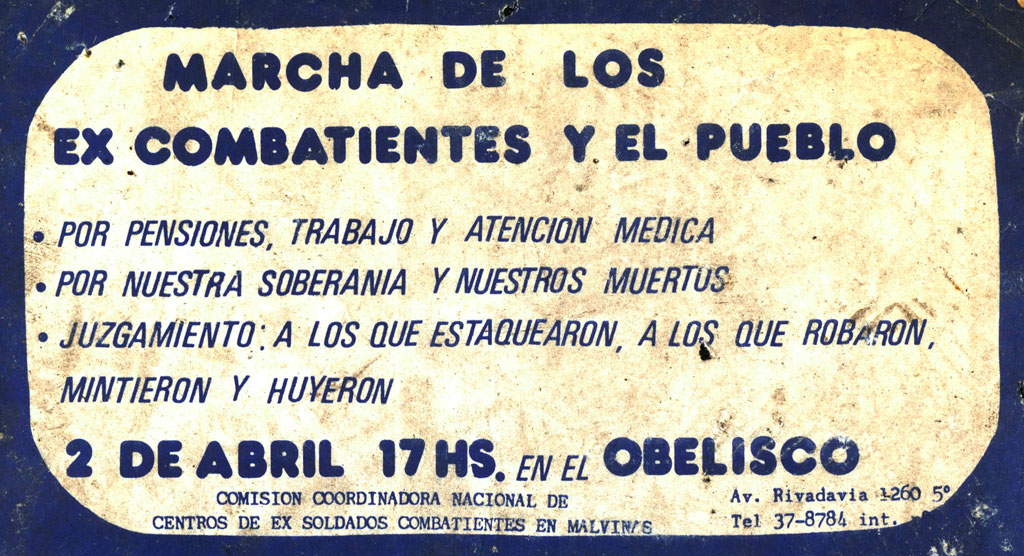 MARCHA DE LOS
EX COMBATIENTES Y EL PUEBLO
• POR PENSIONES, TRABAJO Y ATENCION MEDICA
• POR NUESTRA SOBERANIA Y NUESTROS MUERTOS
• JUZGAMIENTO: A LOS QUE ESTAQUEARON, A LOS QUE ROBARON,
MINTIERON Y HUYERON
2 DE ABRIL 17 HS. EN EL OBELISCO
COMISION COORDINADORA NACIONAL DE
CENTROS DE EX SOLDADOS COMBATIENTES EN MALVINAS
Av. Rivadavia 1260 5º
Tel 37-8784 int.